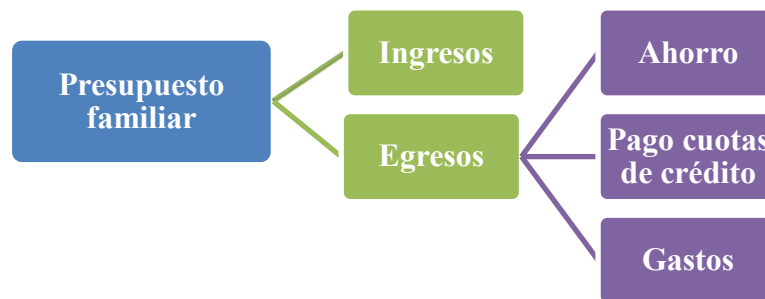 Presupuesto
familiar
Ingresos
Egresos
Ahorro
Pago cuotas
de crédito
Gastos